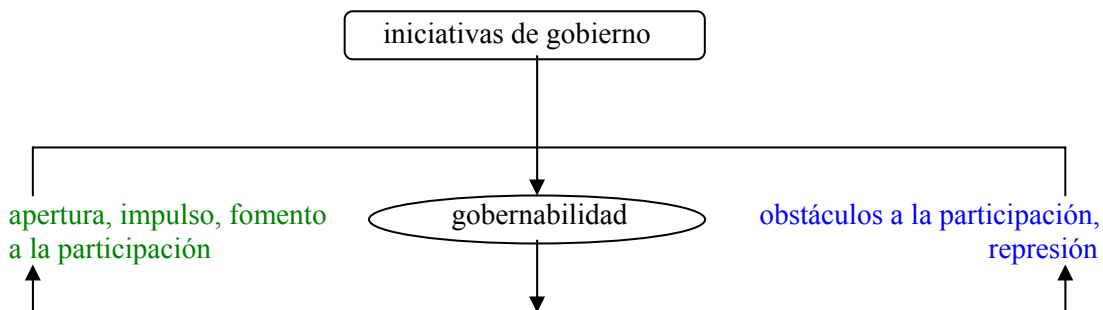 iniciativas de gobierno
apertura, impulso, fomento
a la participación
gobernabilidad
obstáculos a la participación,
represión